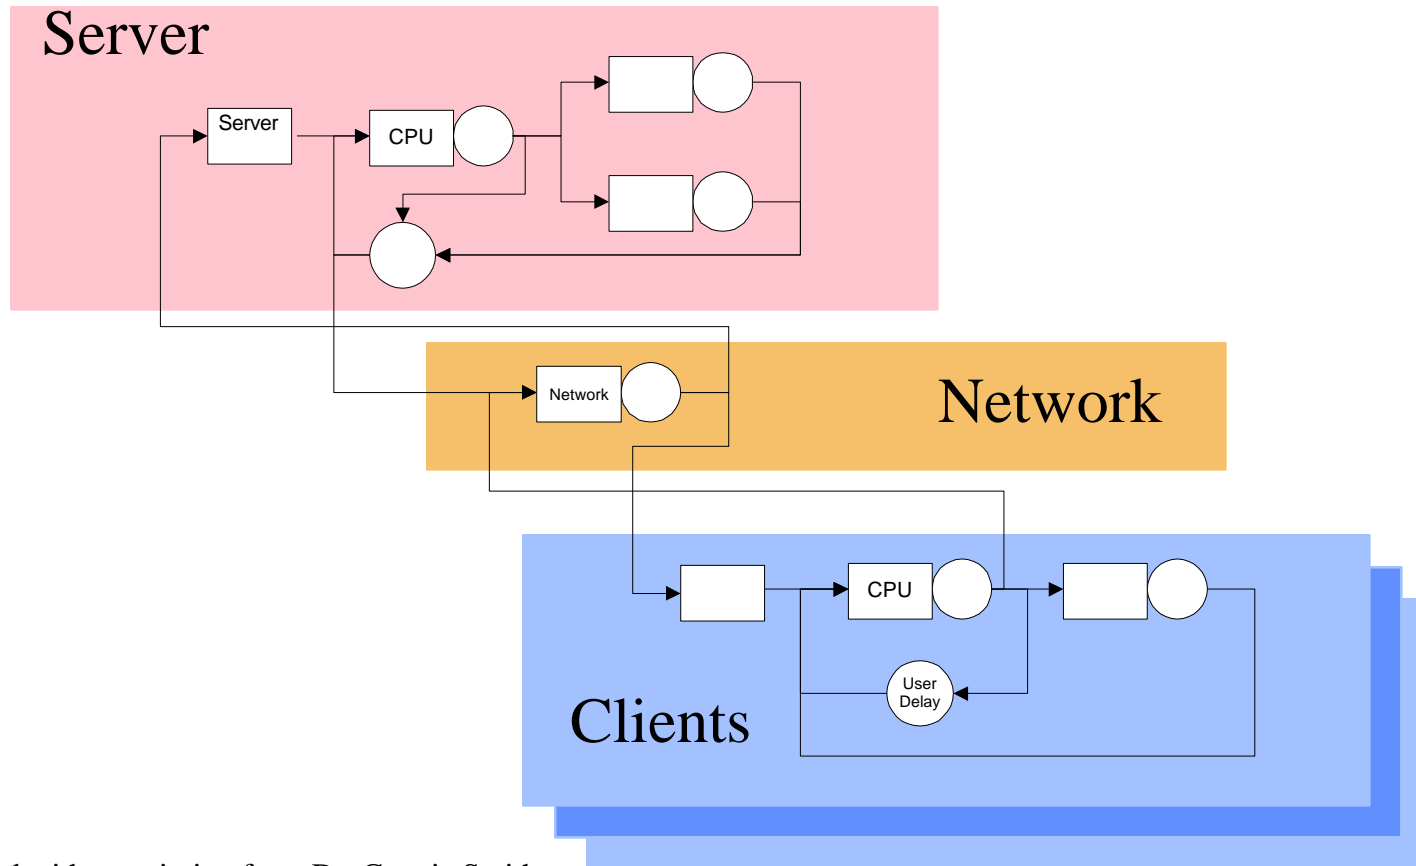 Server
Server
CPU
Network
Network
CPU
User
Delay
Clients